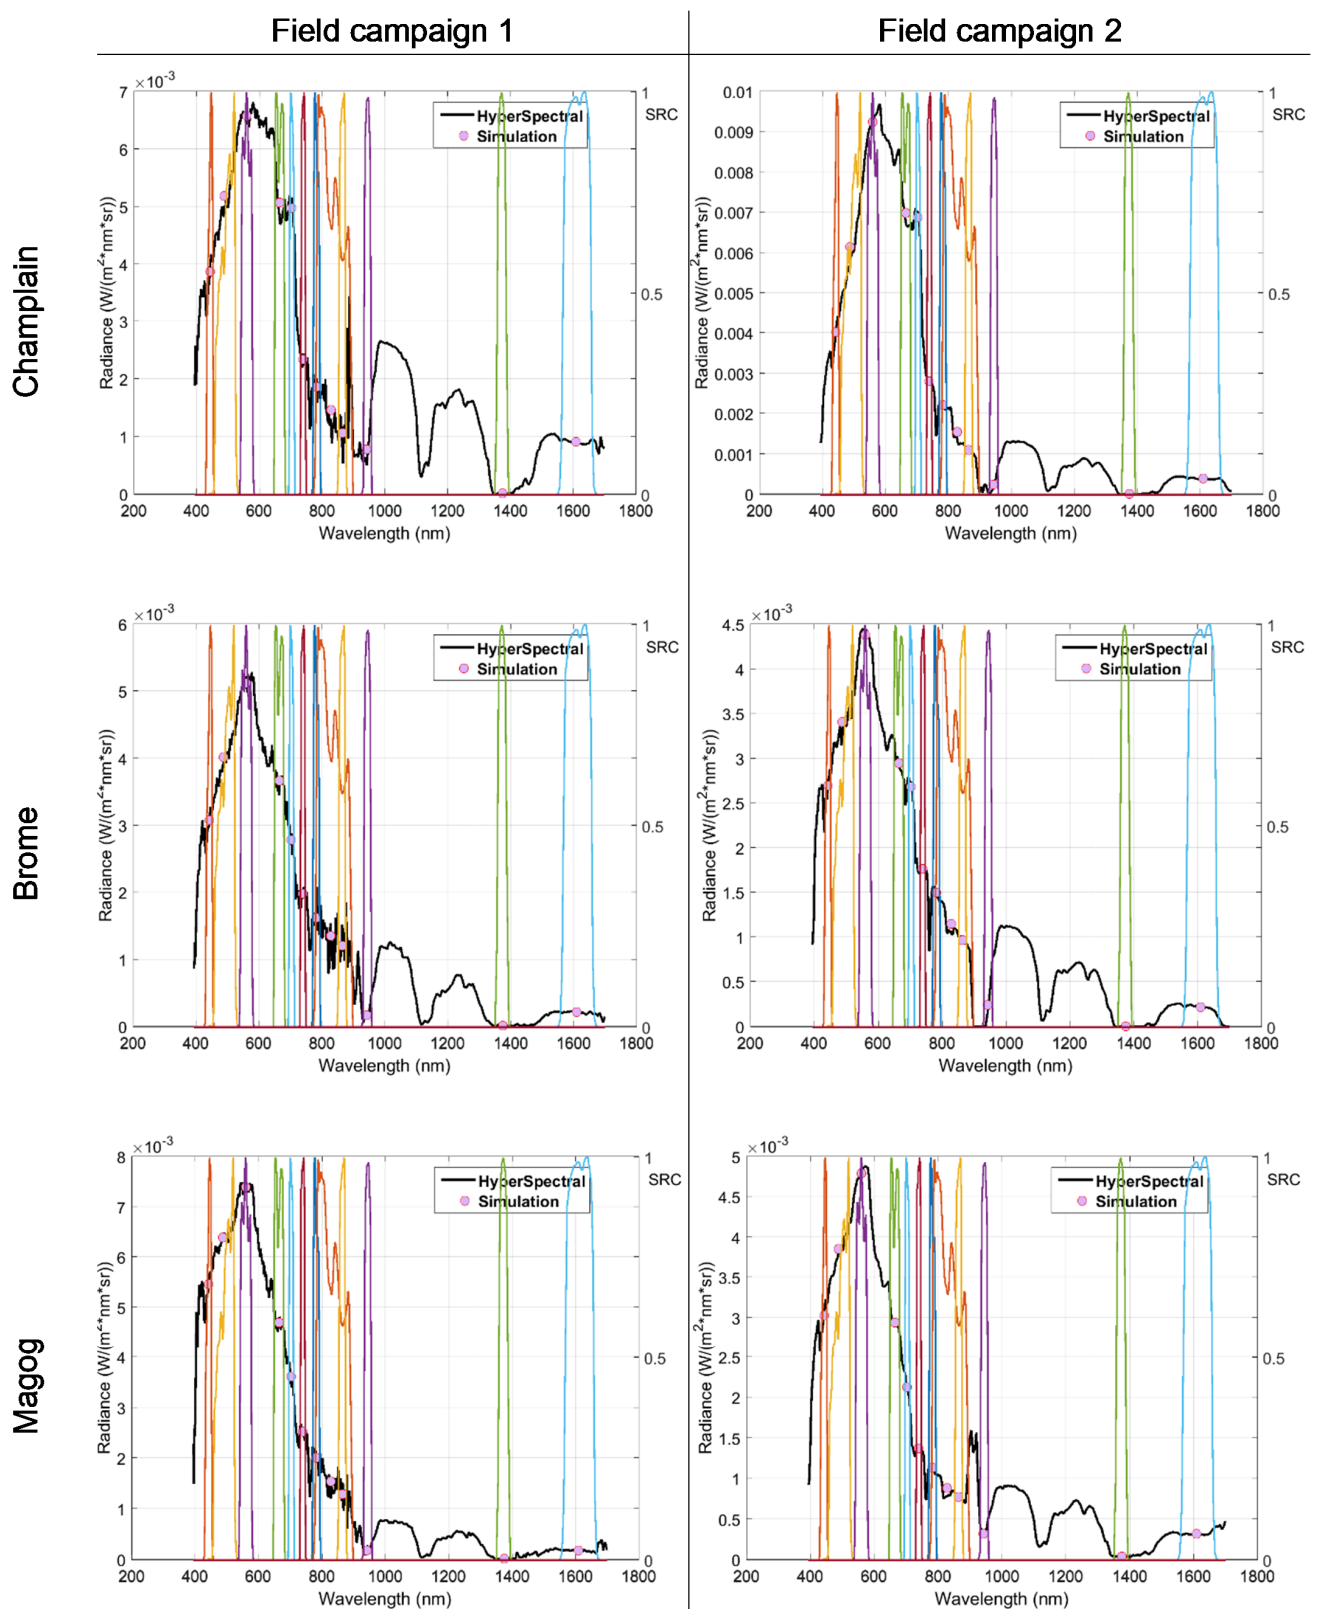 Field campaign 1 Field campaign 2
Champlain
×10⁻³
7
6
5
4
3
2
1
0
Radiance (W/(m²*nm*sr))
HyperSpectral
Simulation
1
SRC
0.5
0
200 400 600 800 1000 1200 1400 1600 1800
Wavelength (nm)
0.01
0.009
0.008
0.007
0.006
0.005
0.004
0.003
0.002
0.001
0
Radiance (W/(m²*nm*sr))
HyperSpectral
Simulation
1
SRC
0.5
0
200 400 600 800 1000 1200 1400 1600 1800
Wavelength (nm)
Brome
×10⁻³
6
5
4
3
2
1
0
Radiance (W/(m²*nm*sr))
HyperSpectral
Simulation
1
SRC
0.5
0
200 400 600 800 1000 1200 1400 1600 1800
Wavelength (nm)
×10⁻³
4.5
4
3.5
3
2.5
2
1.5
1
0.5
0
Radiance (W/(m²*nm*sr))
HyperSpectral
Simulation
1
SRC
0.5
0
200 400 600 800 1000 1200 1400 1600 1800
Wavelength (nm)
Magog
×10⁻³
8
7
6
5
4
3
2
1
0
Radiance (W/(m²*nm*sr))
HyperSpectral
Simulation
1
SRC
0.5
0
200 400 600 800 1000 1200 1400 1600 1800
Wavelength (nm)
×10⁻³
5
4.5
4
3.5
3
2.5
2
1.5
1
0.5
0
Radiance (W/(m²*nm*sr))
HyperSpectral
Simulation
1
SRC
0.5
0
200 400 600 800 1000 1200 1400 1600 1800
Wavelength (nm)